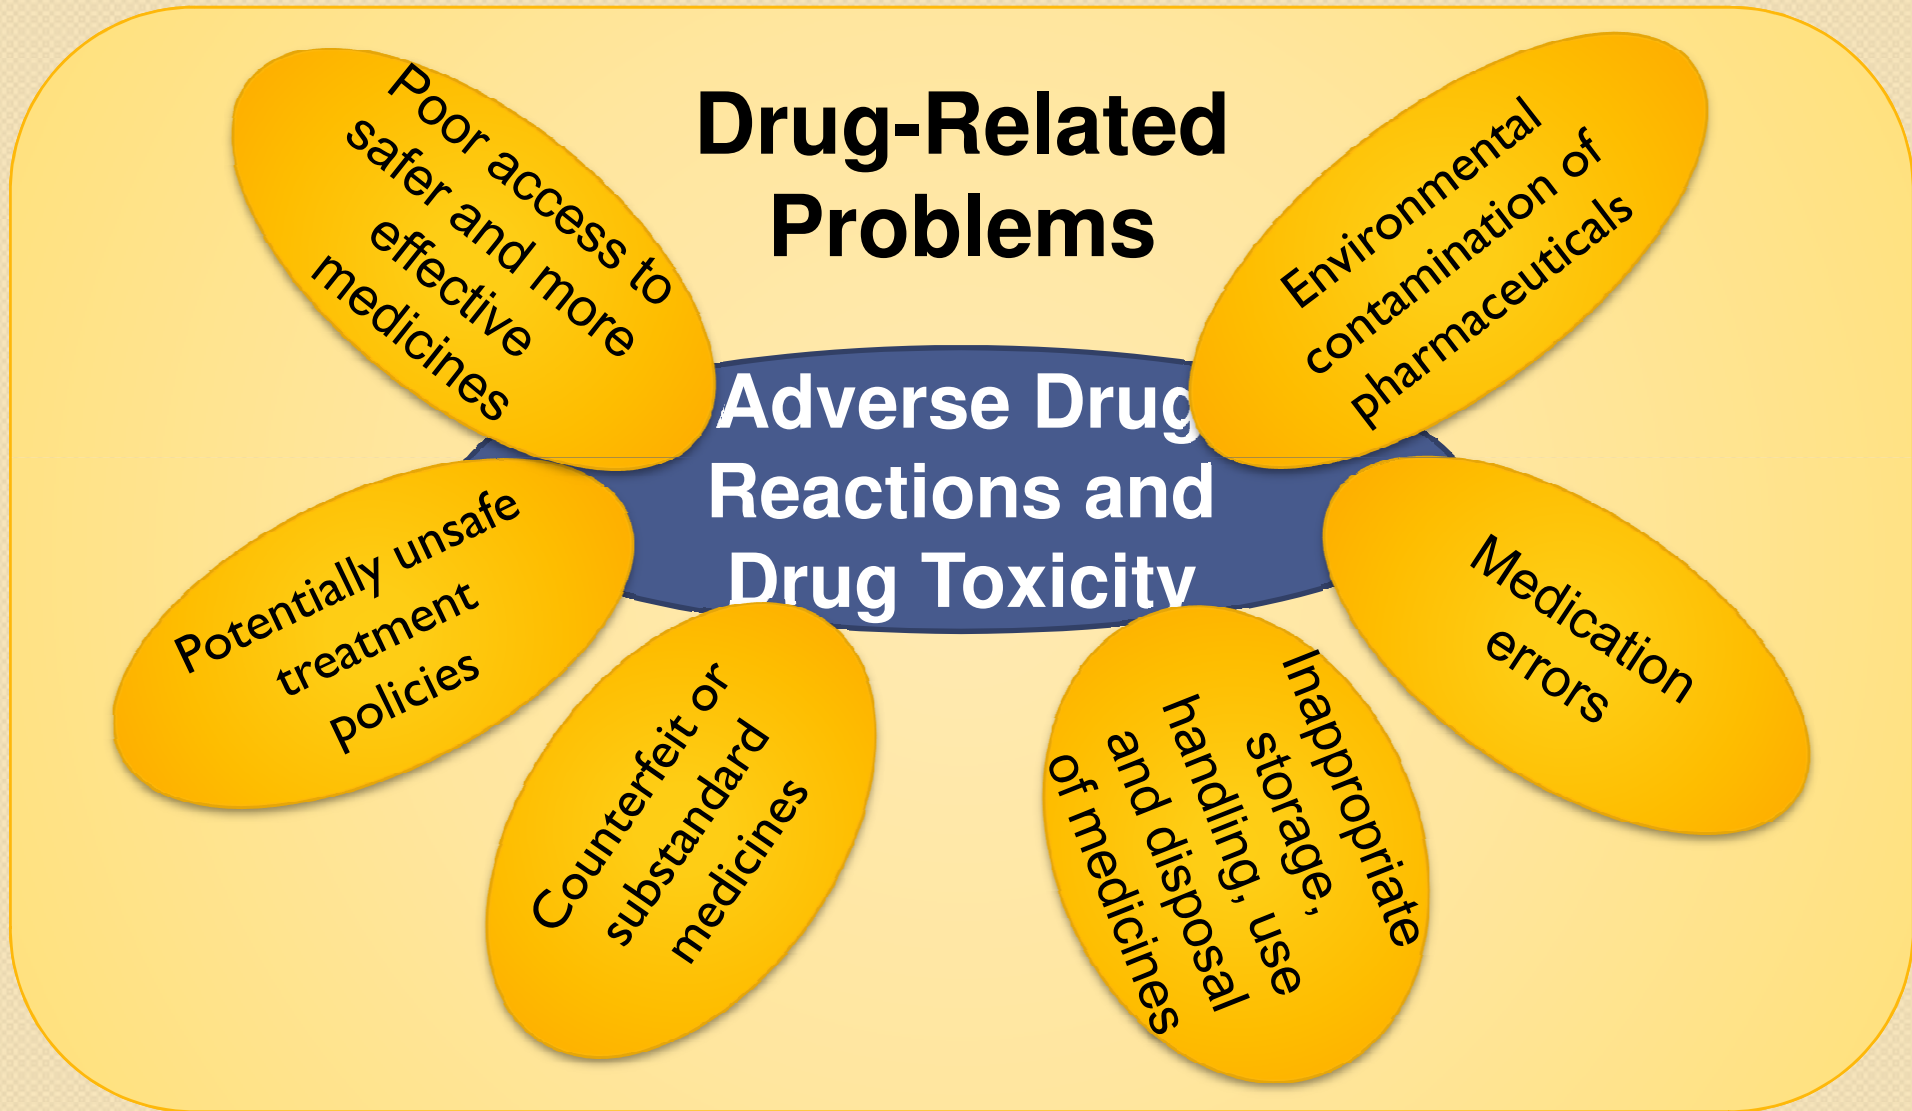 Drug-Related
Problems
Poor access to
safer and more
effective
medicines
Environmental
contamination of
pharmaceuticals
Adverse Drug
Reactions and
Drug Toxicity
Potentially unsafe
treatment
policies
Medication
errors
Counterfeit or
substandard
medicines
Inappropriate
storage,
handling, use
and disposal
of medicines